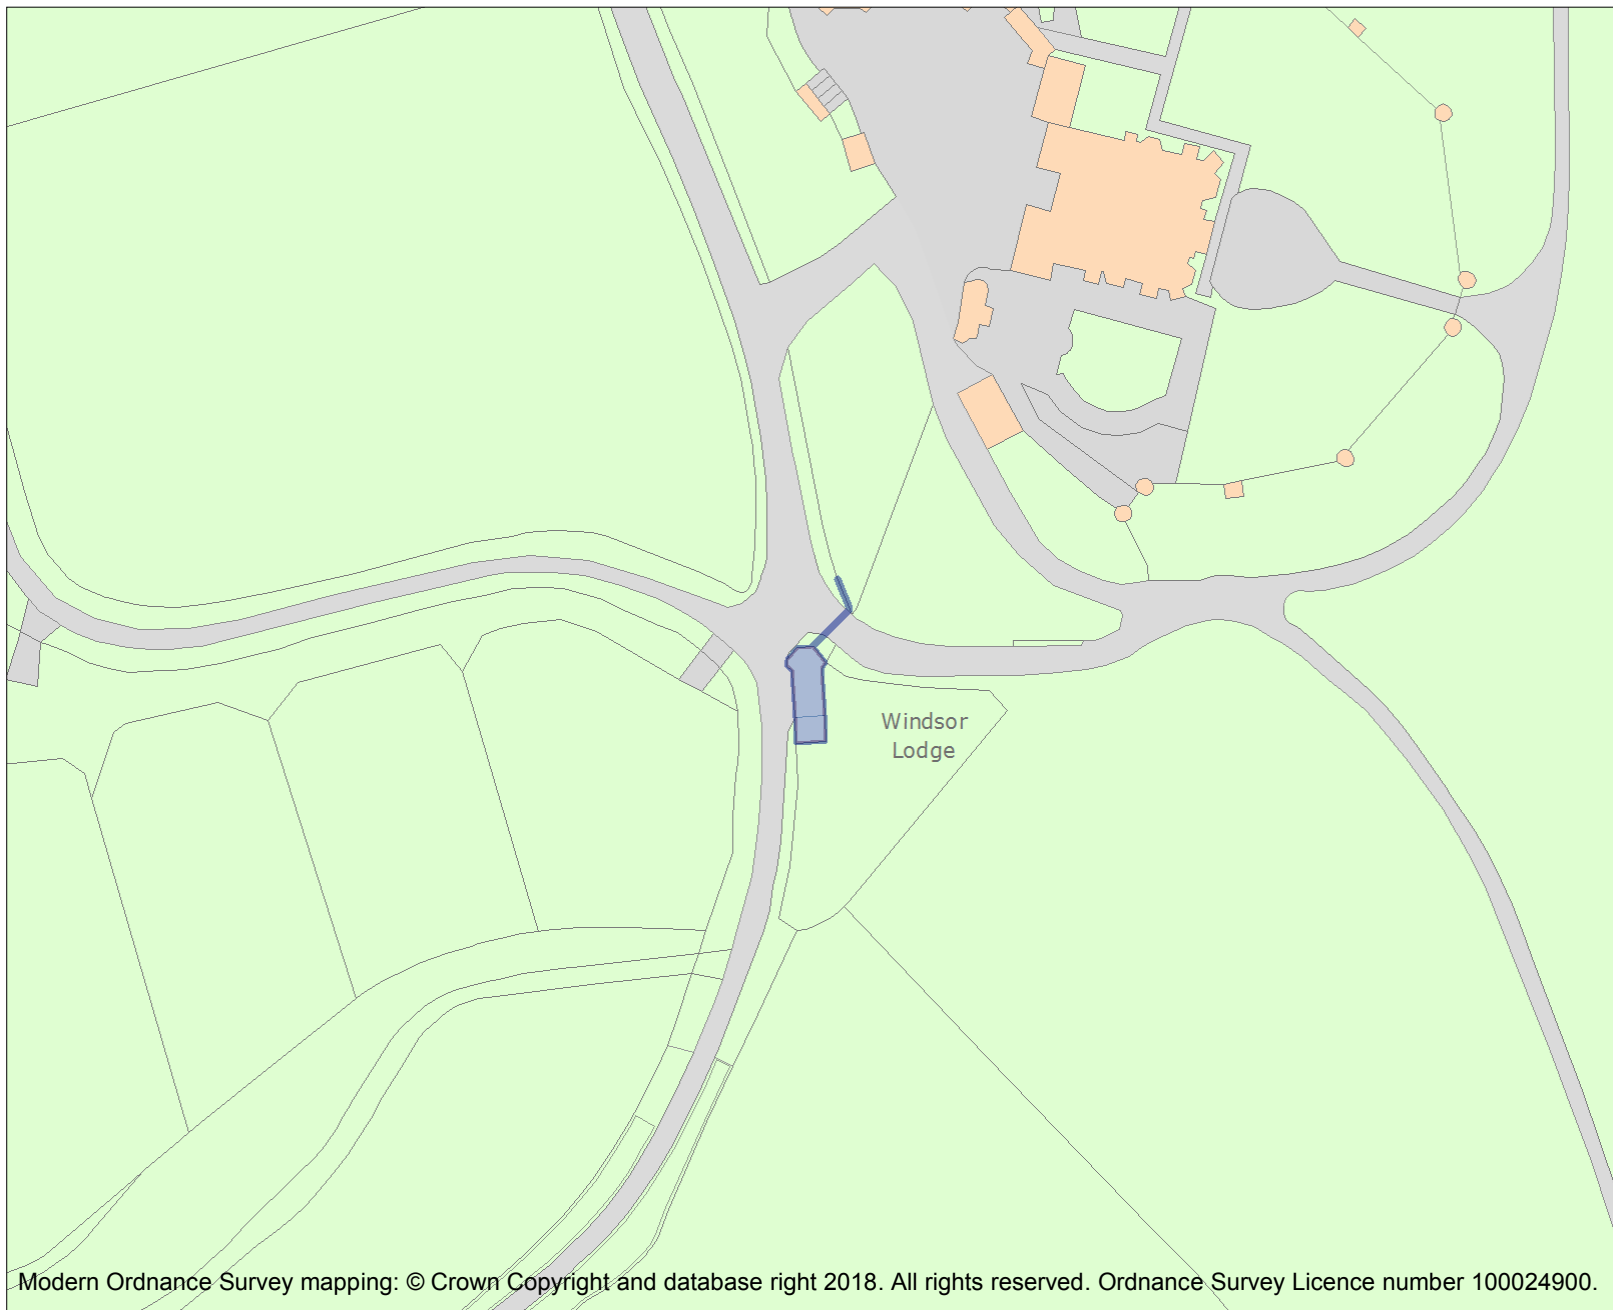 Windsor
Lodge
Modern Ordnance Survey mapping: © Crown Copyright and database right 2018. All rights reserved. Ordnance Survey Licence number 100024900.